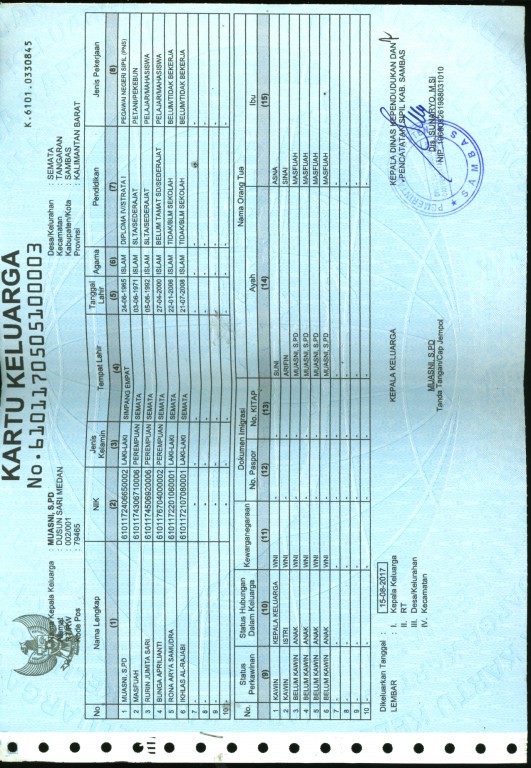 K.6101.0330845
KARTU KELUARGA
No.6101170505100003
Nama Kepala Keluarga : MUASNI, S.PD
Alamat : DUSUN SARI MEDAN
RT/RW : 002/001
Kode Pos : 79465
Desa/Kelurahan : SEMATA
Kecamatan : TANGARAN
Kabupaten/Kota : SAMBAS
Provinsi : KALIMANTAN BARAT
No Nama Lengkap NIK Jenis Kelamin Tempat Lahir Tanggal Lahir Agama Pendidikan Jenis Pekerjaan
(1) (2) (3) (4) (5) (6) (7) (8)
1 MUASNI, S.PD 6101172406650002 LAKI-LAKI SIMPANG EMPAT 24-06-1965 ISLAM DIPLOMA IV/STRATA I PEGAWAI NEGERI SIPIL (PNS)
2 MASFUAH 6101174306710006 PEREMPUAN SEMATA 03-06-1971 ISLAM SLTA/SEDERAJAT PETANI/PEKEBUN
3 RURIN JUMITA SARI 6101174506920006 PEREMPUAN SEMATA 05-06-1992 ISLAM SLTA/SEDERAJAT PELAJAR/MAHASISWA
4 BUNGA APRILIANTI 6101176704000002 PEREMPUAN SEMATA 27-04-2000 ISLAM BELUM TAMAT SD/SEDERAJAT PELAJAR/MAHASISWA
5 RONA ARYA SAMUDRA 6101172201080001 LAKI-LAKI SEMATA 22-01-2008 ISLAM TIDAK/BLM SEKOLAH BELUM/TIDAK BEKERJA
6 IKHLAS AL-RAJABI 6101172107080001 LAKI-LAKI SEMATA 21-07-2008 ISLAM TIDAK/BLM SEKOLAH BELUM/TIDAK BEKERJA
7 - - - - - - - -
8 - - - - - - - -
9 - - - - - - - -
10 - - - - - - - -
No. Status Perkawinan Status Hubungan Dalam Keluarga Kewarganegaraan Dokumen Imigrasi Nama Orang Tua
No. Paspor No. KITAP Ayah Ibu
(9) (10) (11) (12) (13) (14) (15)
1 KAWIN KEPALA KELUARGA WNI - - SUNI ASNA
2 KAWIN ISTRI WNI - - ARIFIN SINAI
3 BELUM KAWIN ANAK WNI - - MUASNI, S.PD MASFUAH
4 BELUM KAWIN ANAK WNI - - MUASNI, S.PD MASFUAH
5 BELUM KAWIN ANAK WNI - - MUASNI, S.PD MASFUAH
6 BELUM KAWIN ANAK WNI - - MUASNI, S.PD MASFUAH
7 - - - - - - -
8 - - - - - - -
9 - - - - - - -
10 - - - - - - -
Dikeluarkan Tanggal : 15-08-2017
LEMBAR : I. Kepala Keluarga
II. RT
III. Desa/Kelurahan
IV. Kecamatan
KEPALA KELUARGA
MUASNI, S.PD
Tanda Tangan/Cap Jempol
KEPALA DINAS KEPENDUDUKAN DAN
PENCATATAN SIPIL KAB. SAMBAS
SUNARYO, M.Si
SAMBAS